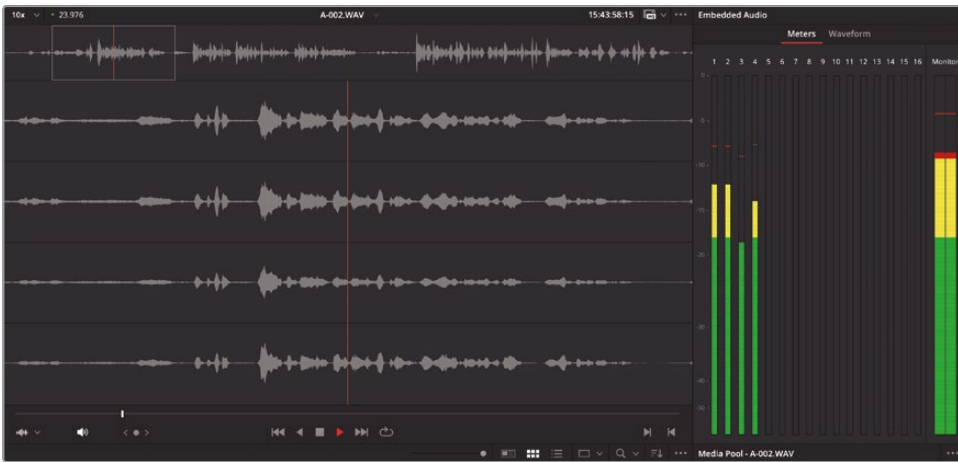 10x • 23.976 A-002.WAV 15:43:58:15 ••• Embedded Audio
Meters Waveform
1 2 3 4 5 6 7 8 9 10 11 12 13 14 15 16 Monitor
0
-5
-10
-15
-20
-30
-40
-50
Media Pool - A-002.WAV